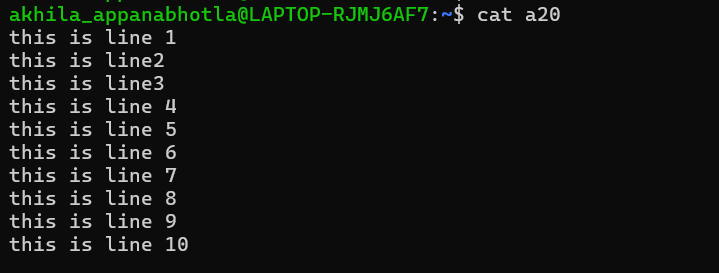 akhila_appanabhotla@LAPTOP-RJMJ6AF7:~$ cat a20
this is line 1
this is line2
this is line3
this is line 4
this is line 5
this is line 6
this is line 7
this is line 8
this is line 9
this is line 10